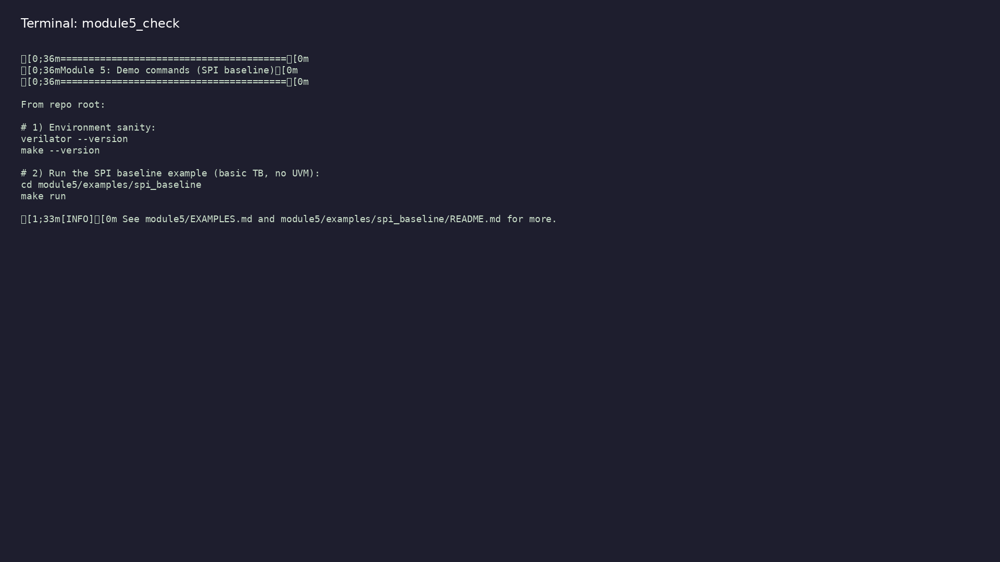 Terminal: module5_check
␛[0;36m========================================␛[0m
␛[0;36mModule 5: Demo commands (SPI baseline)␛[0m
␛[0;36m========================================␛[0m
From repo root:
# 1) Environment sanity:
verilator --version
make --version
# 2) Run the SPI baseline example (basic TB, no UVM):
cd module5/examples/spi_baseline
make run
␛[1;33m[INFO]␛[0m See module5/EXAMPLES.md and module5/examples/spi_baseline/README.md for more.